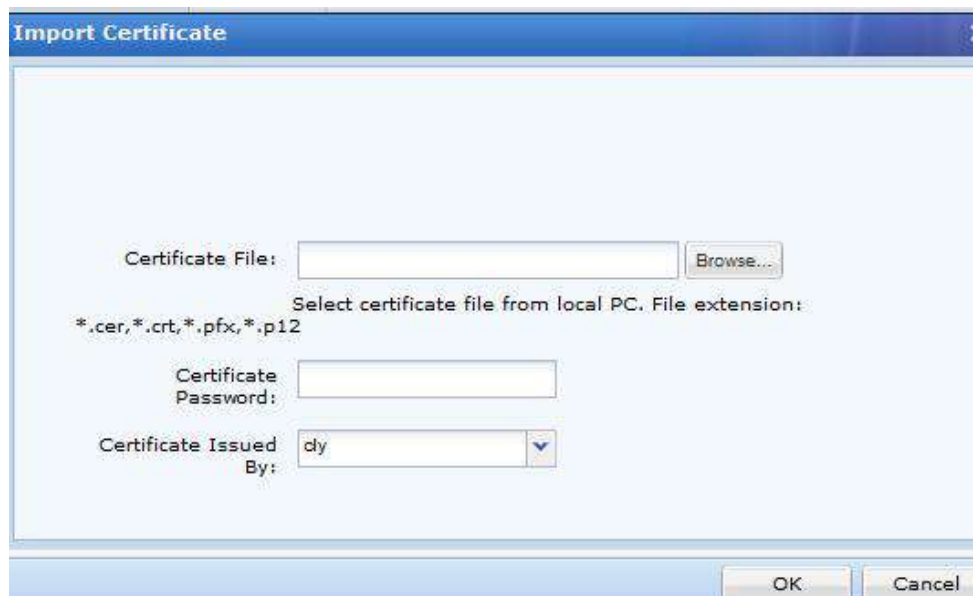 Import Certificate
Certificate File:
Browse...
Select certificate file from local PC. File extension:
*.cer,*.crt,*.pfx,*.p12
Certificate
Password:
Certificate Issued
By:
dy
OK
Cancel